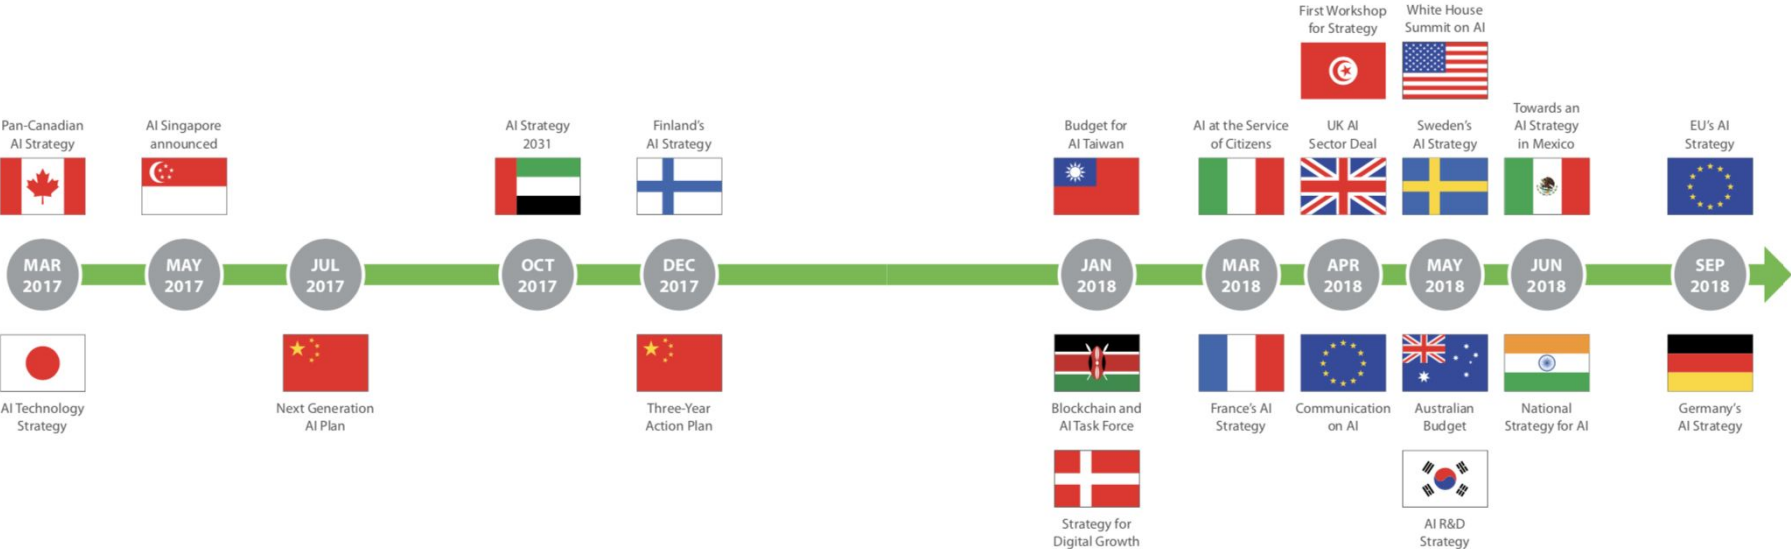 First Workshop
for Strategy
White House
Summit on AI
Pan-Canadian
AI Strategy
AI Singapore
announced
AI Strategy
2031
Finland's
AI Strategy
Budget for
AI Taiwan
AI at the Service
of Citizens
UK AI
Sector Deal
Sweden's
AI Strategy
Towards an
AI Strategy
in Mexico
EU's AI
Strategy
MAR
2017
MAY
2017
JUL
2017
OCT
2017
DEC
2017
JAN
2018
MAR
2018
APR
2018
MAY
2018
JUN
2018
SEP
2018
AI Technology
Strategy
Next Generation
AI Plan
Three-Year
Action Plan
Blockchain and
AI Task Force
France's AI
Strategy
Communication
on AI
Australian
Budget
National
Strategy for AI
Germany's
AI Strategy
Strategy for
Digital Growth
AI R&D
Strategy